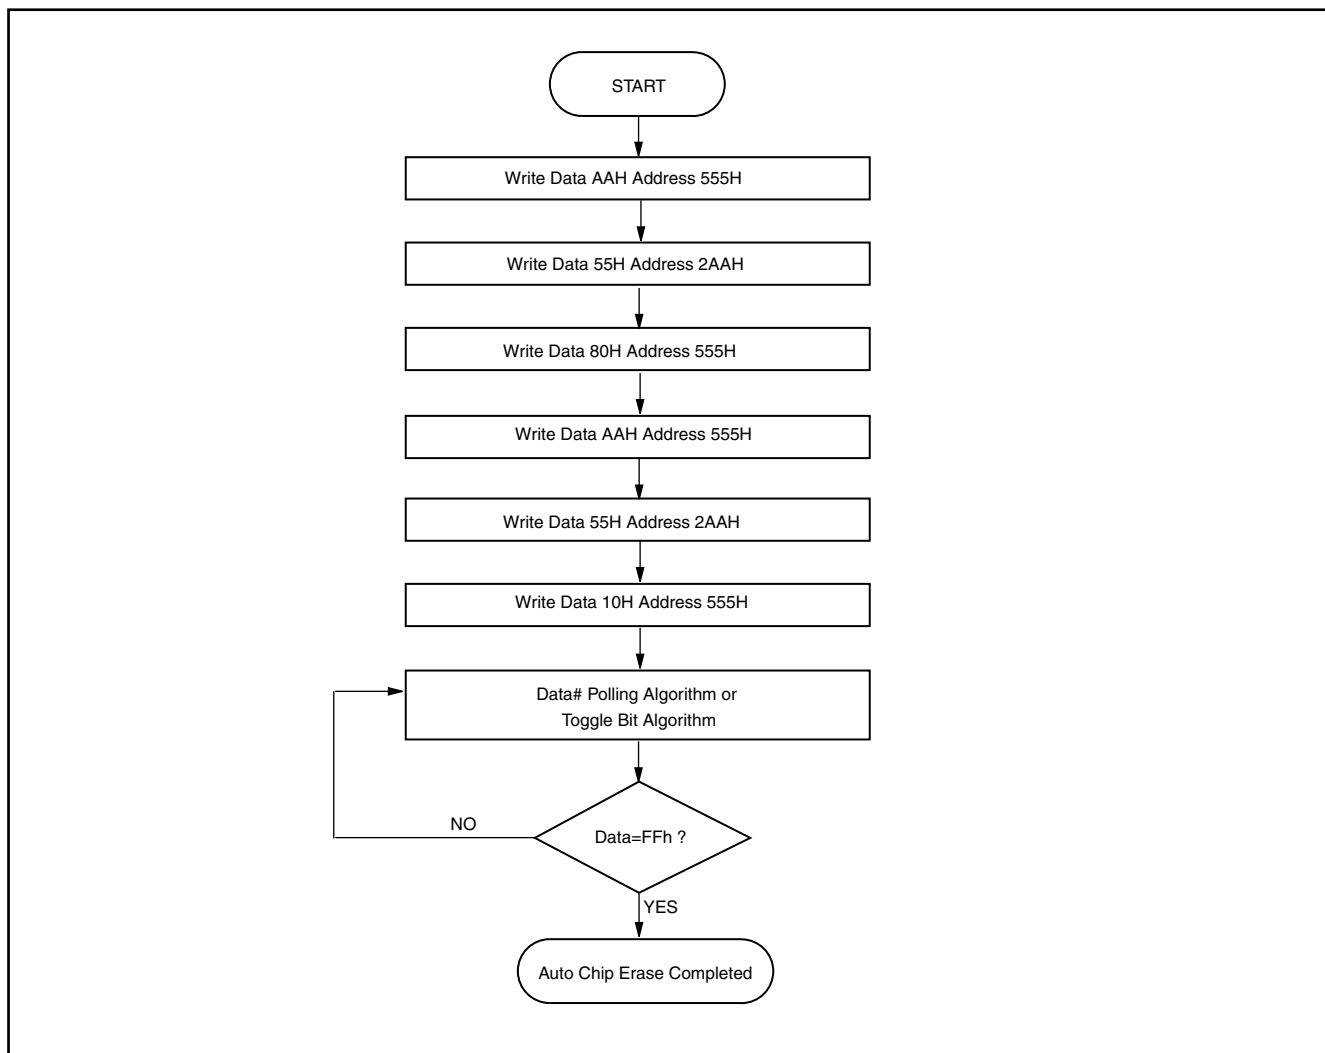 START
Write Data AAH Address 555H
Write Data 55H Address 2AAH
Write Data 80H Address 555H
Write Data AAH Address 555H
Write Data 55H Address 2AAH
Write Data 10H Address 555H
Data# Polling Algorithm or
Toggle Bit Algorithm
NO
Data=FFh ?
YES
Auto Chip Erase Completed